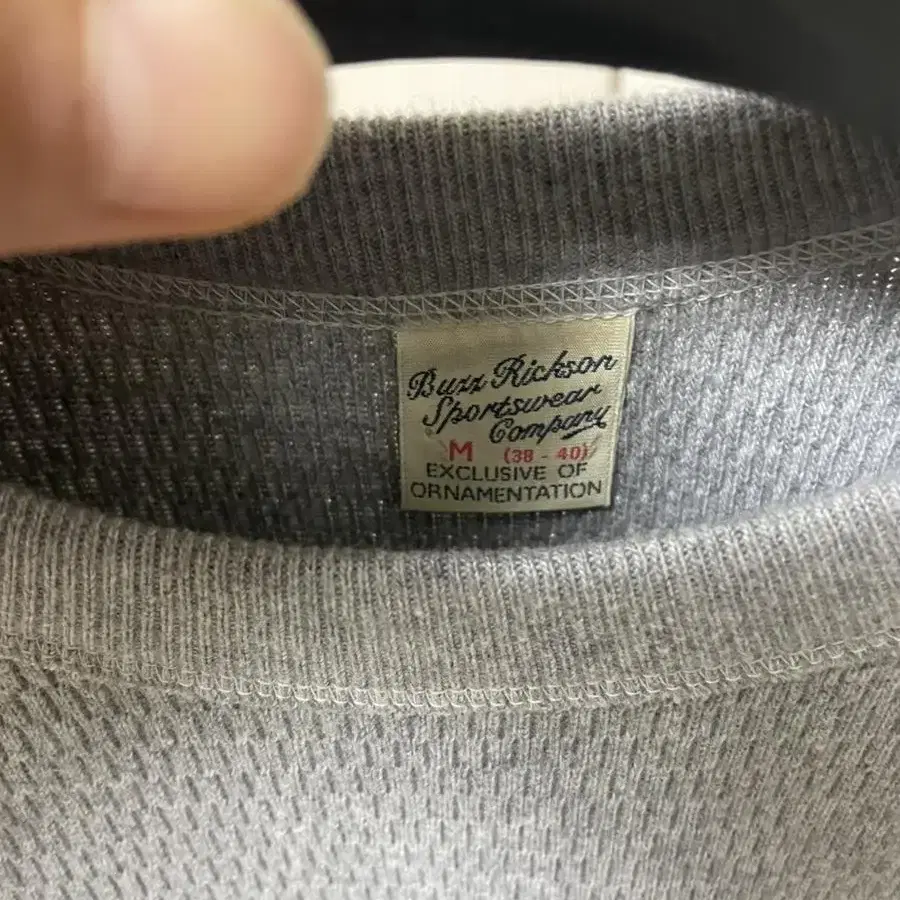 Buzz Rickson
Sportswear
Company
M (38 - 40)
EXCLUSIVE OF
ORNAMENTATION